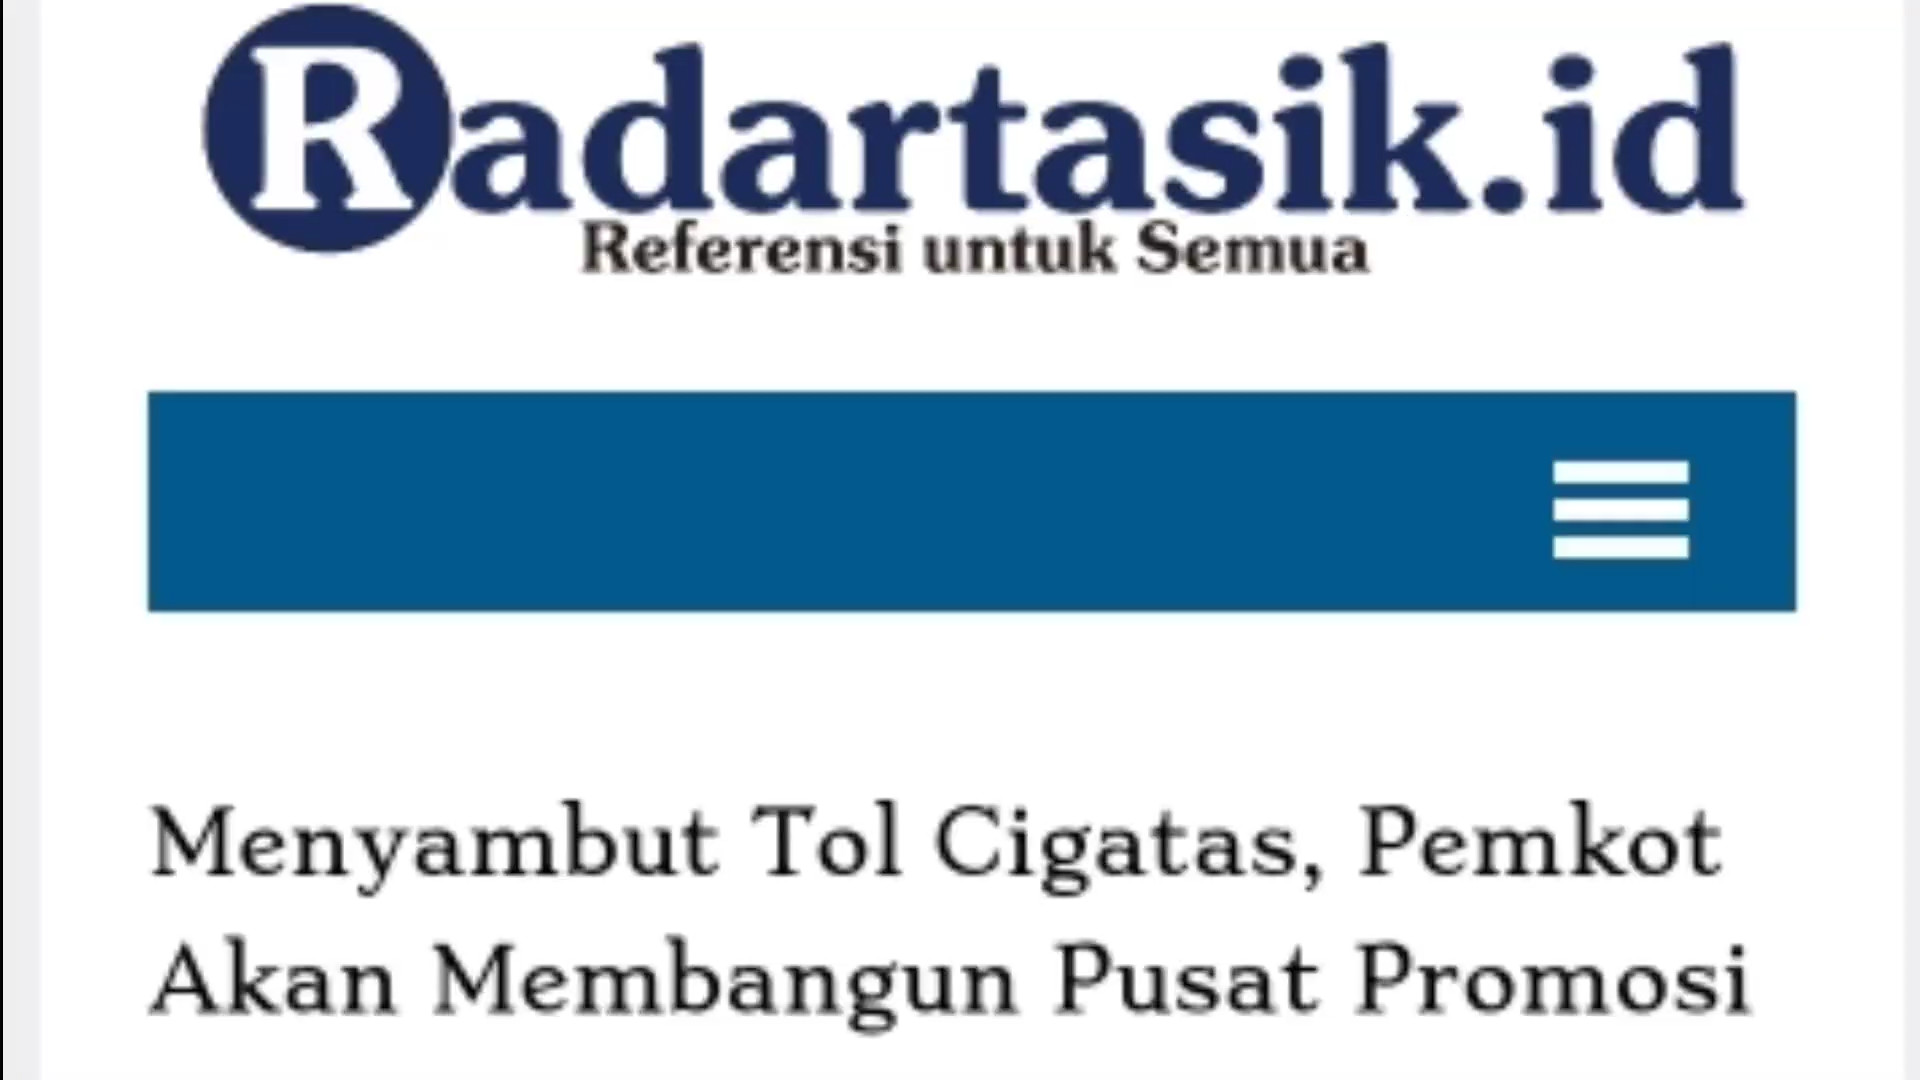 Radartasik.id
Referensi untuk Semua
Menyambut Tol Cigatas, Pemkot
Akan Membangun Pusat Promosi